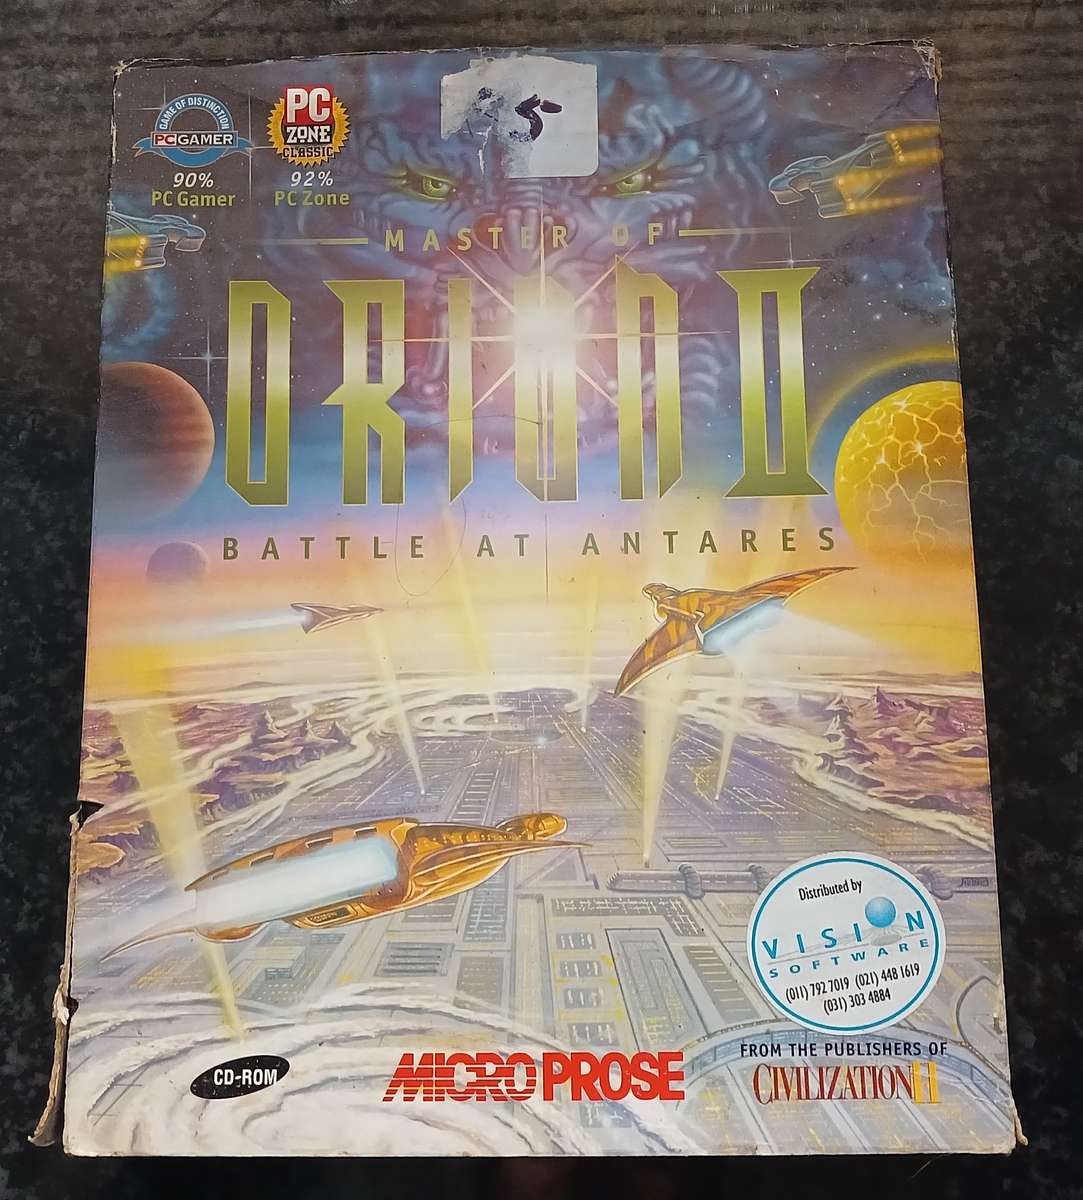 GAME OF DISTINCTION
PC GAMER
90%
PC Gamer
PC
ZONE
CLASSIC
92%
PC Zone
MASTER OF
ORION II
BATTLE AT ANTARES
Distributed by
VISION
SOFTWARE
(011) 792 7019 (021) 448 1619
(031) 303 4884
CD-ROM
MICROPROSE
FROM THE PUBLISHERS OF
CIVILIZATION II